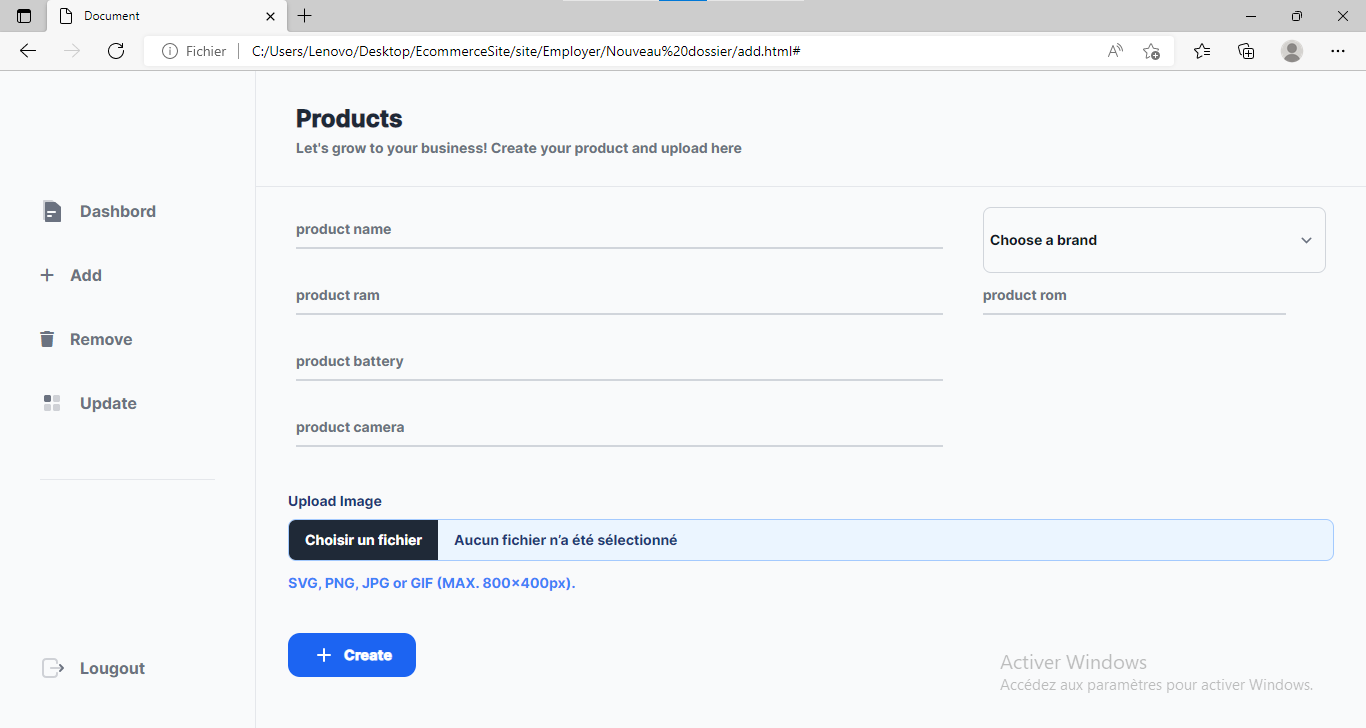 Document
Fichier
C:/Users/Lenovo/Desktop/EcommerceSite/site/Employer/Nouveau%20dossier/add.html#
Products
Let's grow to your business! Create your product and upload here
Dashbord
Add
Remove
Update
Lougout
product name
Choose a brand
product ram
product rom
product battery
product camera
Upload Image
Choisir un fichier
Aucun fichier n'a été sélectionné
SVG, PNG, JPG or GIF (MAX. 800×400px).
Create
Activer Windows
Accédez aux paramètres pour activer Windows.